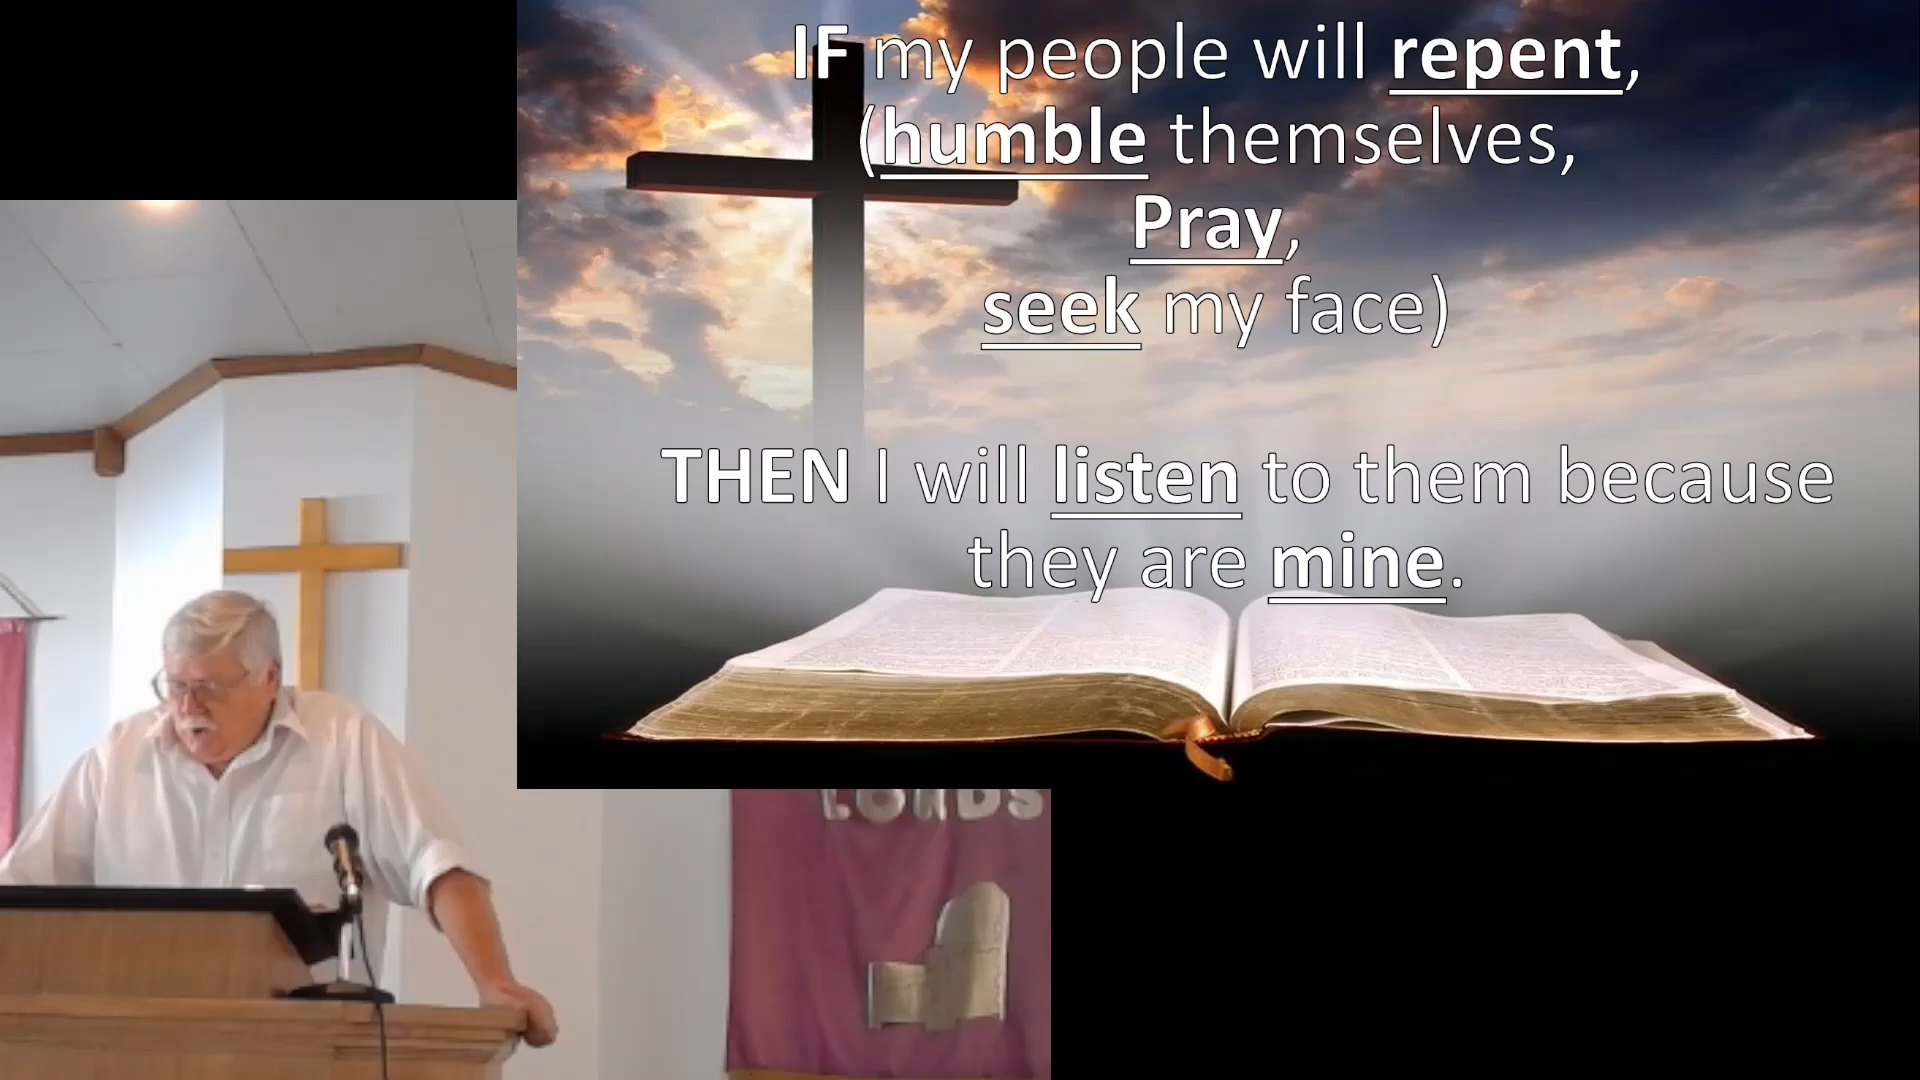 IF my people will repent,
(humble themselves,
Pray,
seek my face)
THEN I will listen to them because
they are mine.
LORDS